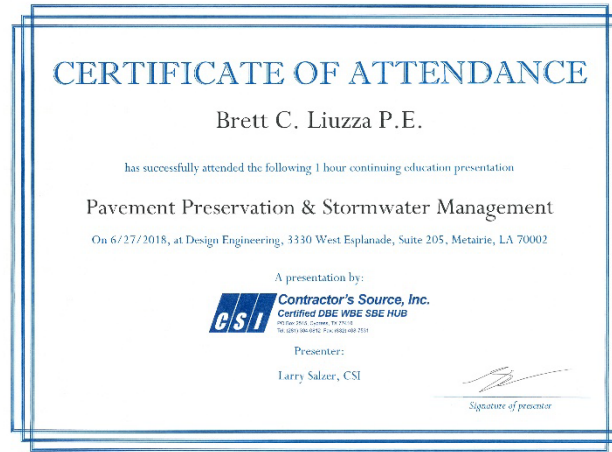 CERTIFICATE OF ATTENDANCE
Brett C. Liuzza P.E.
has successfully attended the following 1 hour continuing education presentation
Pavement Preservation & Stormwater Management
On 6/27/2018, at Design Engineering, 3330 West Esplanade, Suite 205, Metairie, LA 70002
A presentation by:
CSI
Contractor's Source, Inc.
Certified DBE WBE SBE HUB
Presenter:
Larry Salzer, CSI
Signature of presenter